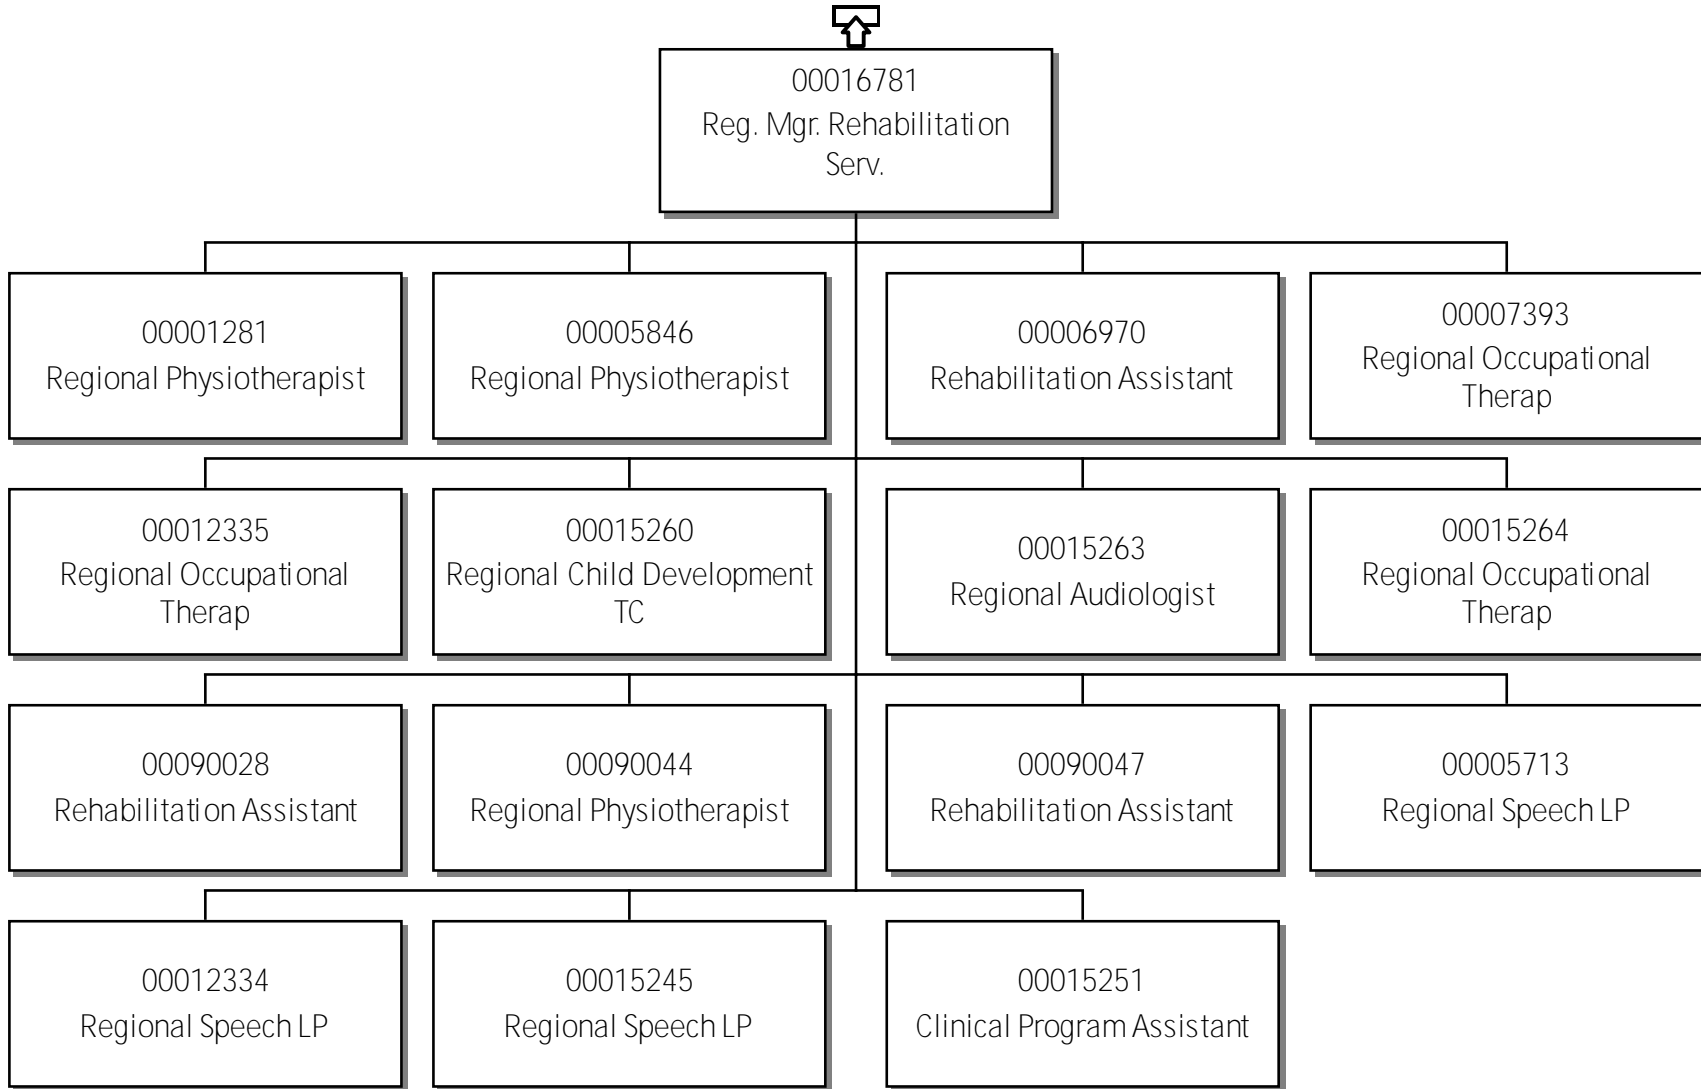 00016781
Reg. Mgr. Rehabilitation
Serv.
00001281
Regional Physiotherapist
00005846
Regional Physiotherapist
00006970
Rehabilitation Assistant
00007393
Regional Occupational
Therap
00012335
Regional Occupational
Therap
00015260
Regional Child Development
TC
00015263
Regional Audiologist
00015264
Regional Occupational
Therap
00090028
Rehabilitation Assistant
00090044
Regional Physiotherapist
00090047
Rehabilitation Assistant
00005713
Regional Speech LP
00012334
Regional Speech LP
00015245
Regional Speech LP
00015251
Clinical Program Assistant